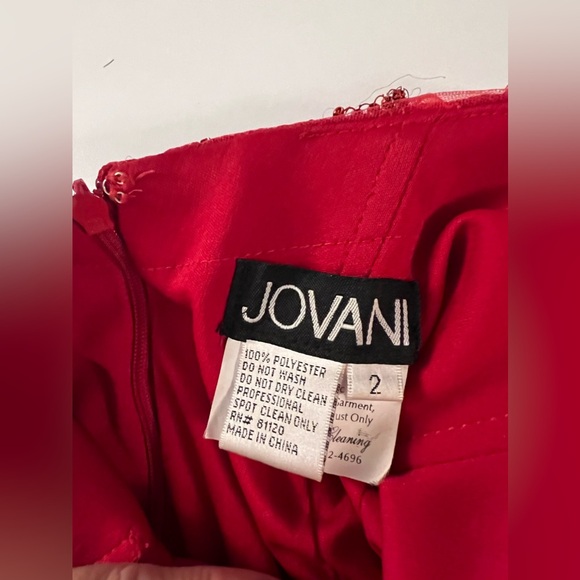 JOVANI
100% POLYESTER
DO NOT WASH
DO NOT DRY CLEAN
PROFESSIONAL
SPOT CLEAN ONLY
RN# 81120
MADE IN CHINA
2
Garment,
ust Only
leaning
2-4696